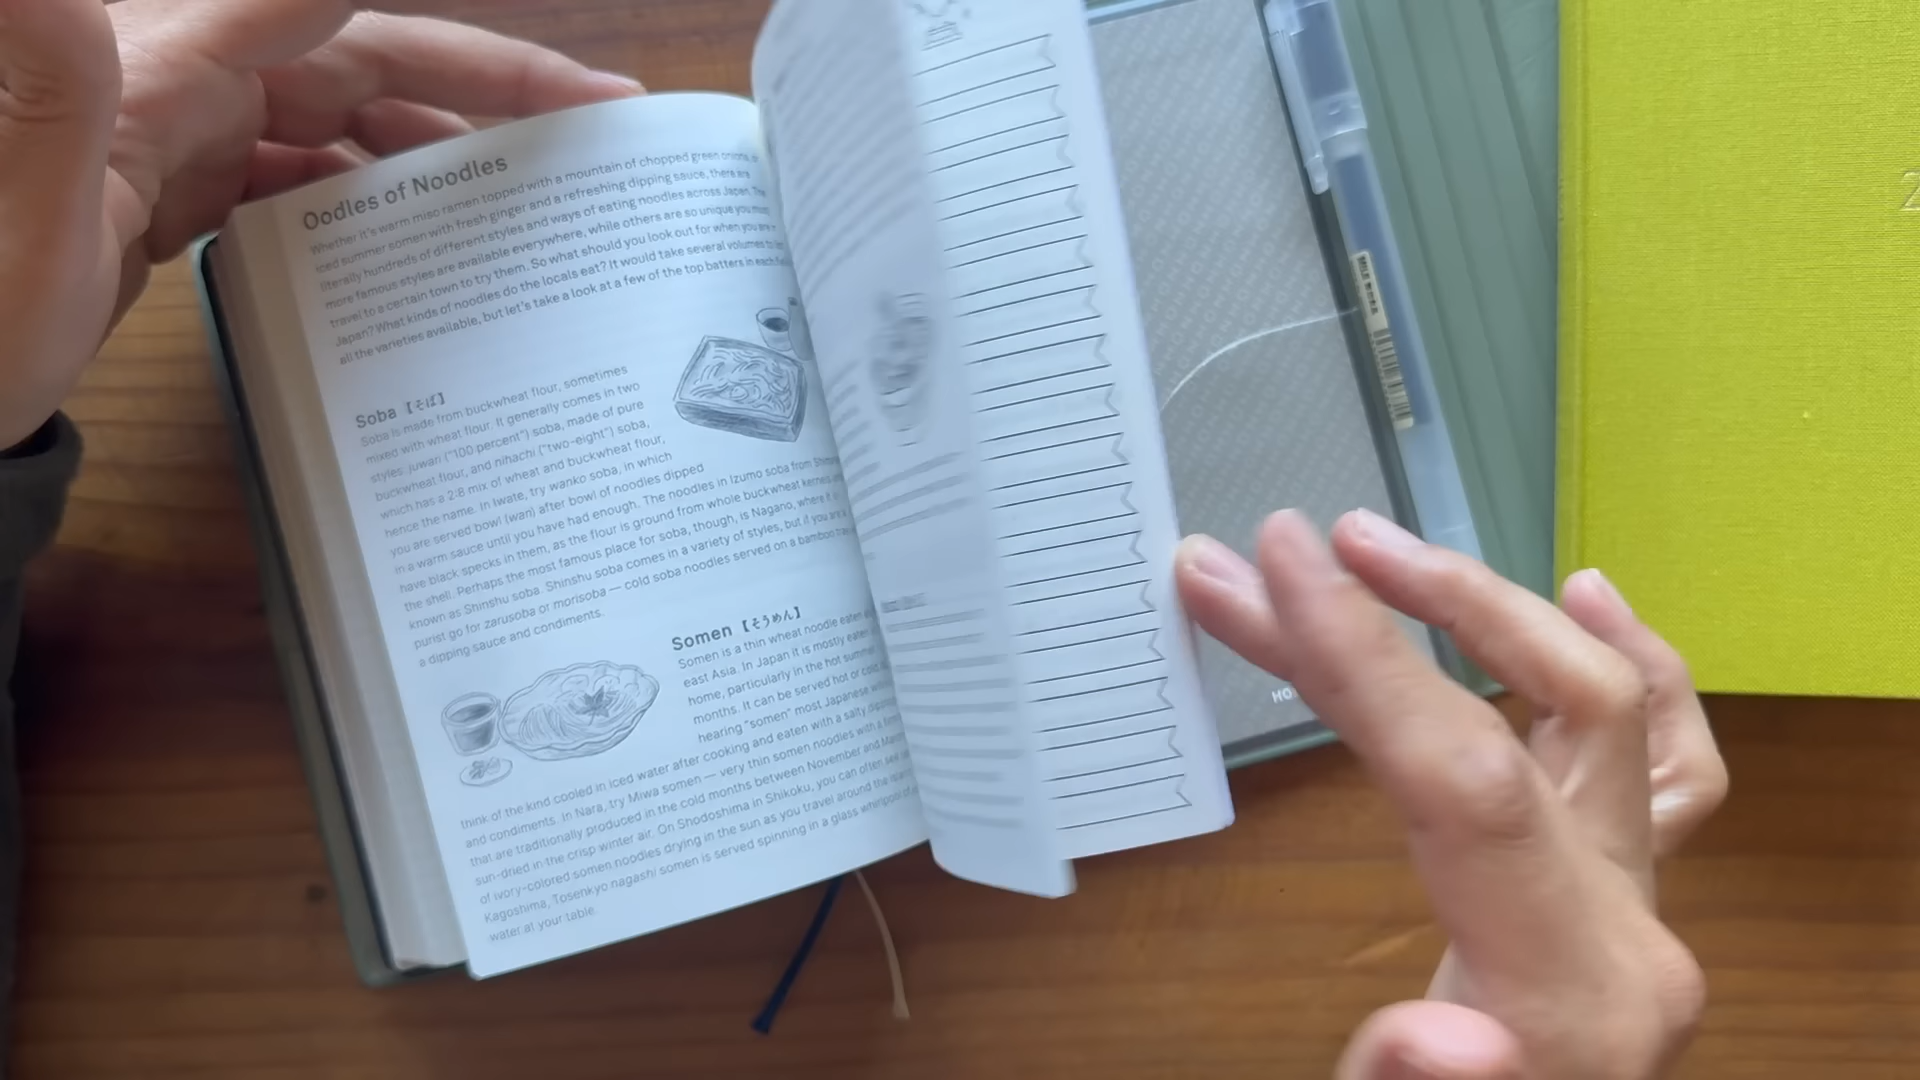 Oodles of Noodles
Whether it's warm miso ramen topped with a mountain of chopped green onions, or
iced summer somen with fresh ginger and a refreshing dipping sauce, there are
literally hundreds of different styles and ways of eating noodles across Japan. The
more famous styles are available everywhere, while others are so unique you must
travel to a certain town to try them. So what should you look out for when you are in
Japan? What kinds of noodles do the locals eat? It would take several volumes to list
all the varieties available, but let's take a look at a few of the top batters in each
Soba【そば】
Soba is made from buckwheat flour, sometimes
mixed with wheat flour. It generally comes in two
styles: juwari ("100 percent") soba, made of pure
buckwheat flour, and nihachi ("two-eight") soba,
which has a 2:8 mix of wheat and buckwheat flour,
hence the name. In Iwate, try wanko soba, in which
you are served bowl (wan) after bowl of noodles dipped
in a warm sauce until you have had enough. The noodles in Izumo soba from
have black specks in them, as the flour is ground from whole buckwheat kernels
the shell. Perhaps the most famous place for soba, though, is Nagano, where it is
known as Shinshu soba. Shinshu soba comes in a variety of styles, but if you are a
purist go for zarusoba or morisoba — cold soba noodles served on a bamboo
a dipping sauce and condiments.
Somen【そうめん】
Somen is a thin wheat noodle eaten
east Asia. In Japan it is mostly eaten
home, particularly in the hot summer
months. It can be served hot or cold,
hearing "somen" most Japanese
think of the kind cooled in iced water after cooking and eaten with a salty
and condiments. In Nara, try Miwa somen — very thin somen noodles with a
that are traditionally produced in the cold months between November and
sun-dried in the crisp winter air. On Shodoshima in Shikoku, you can often see
of ivory-colored somen noodles drying in the sun as you travel around the
Kagoshima, Tosenkyo nagashi somen is served spinning in a glass whirlpool of
water at your table.
HO